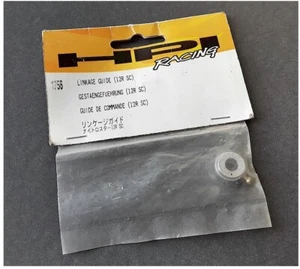 HPI
RACING
1756
LINKAGE GUIDE (12R SC)
GESTAENGEFUEHRUNG (12R SC)
GUIDE DE COMMANDE (12R SC)
リンケージガイド